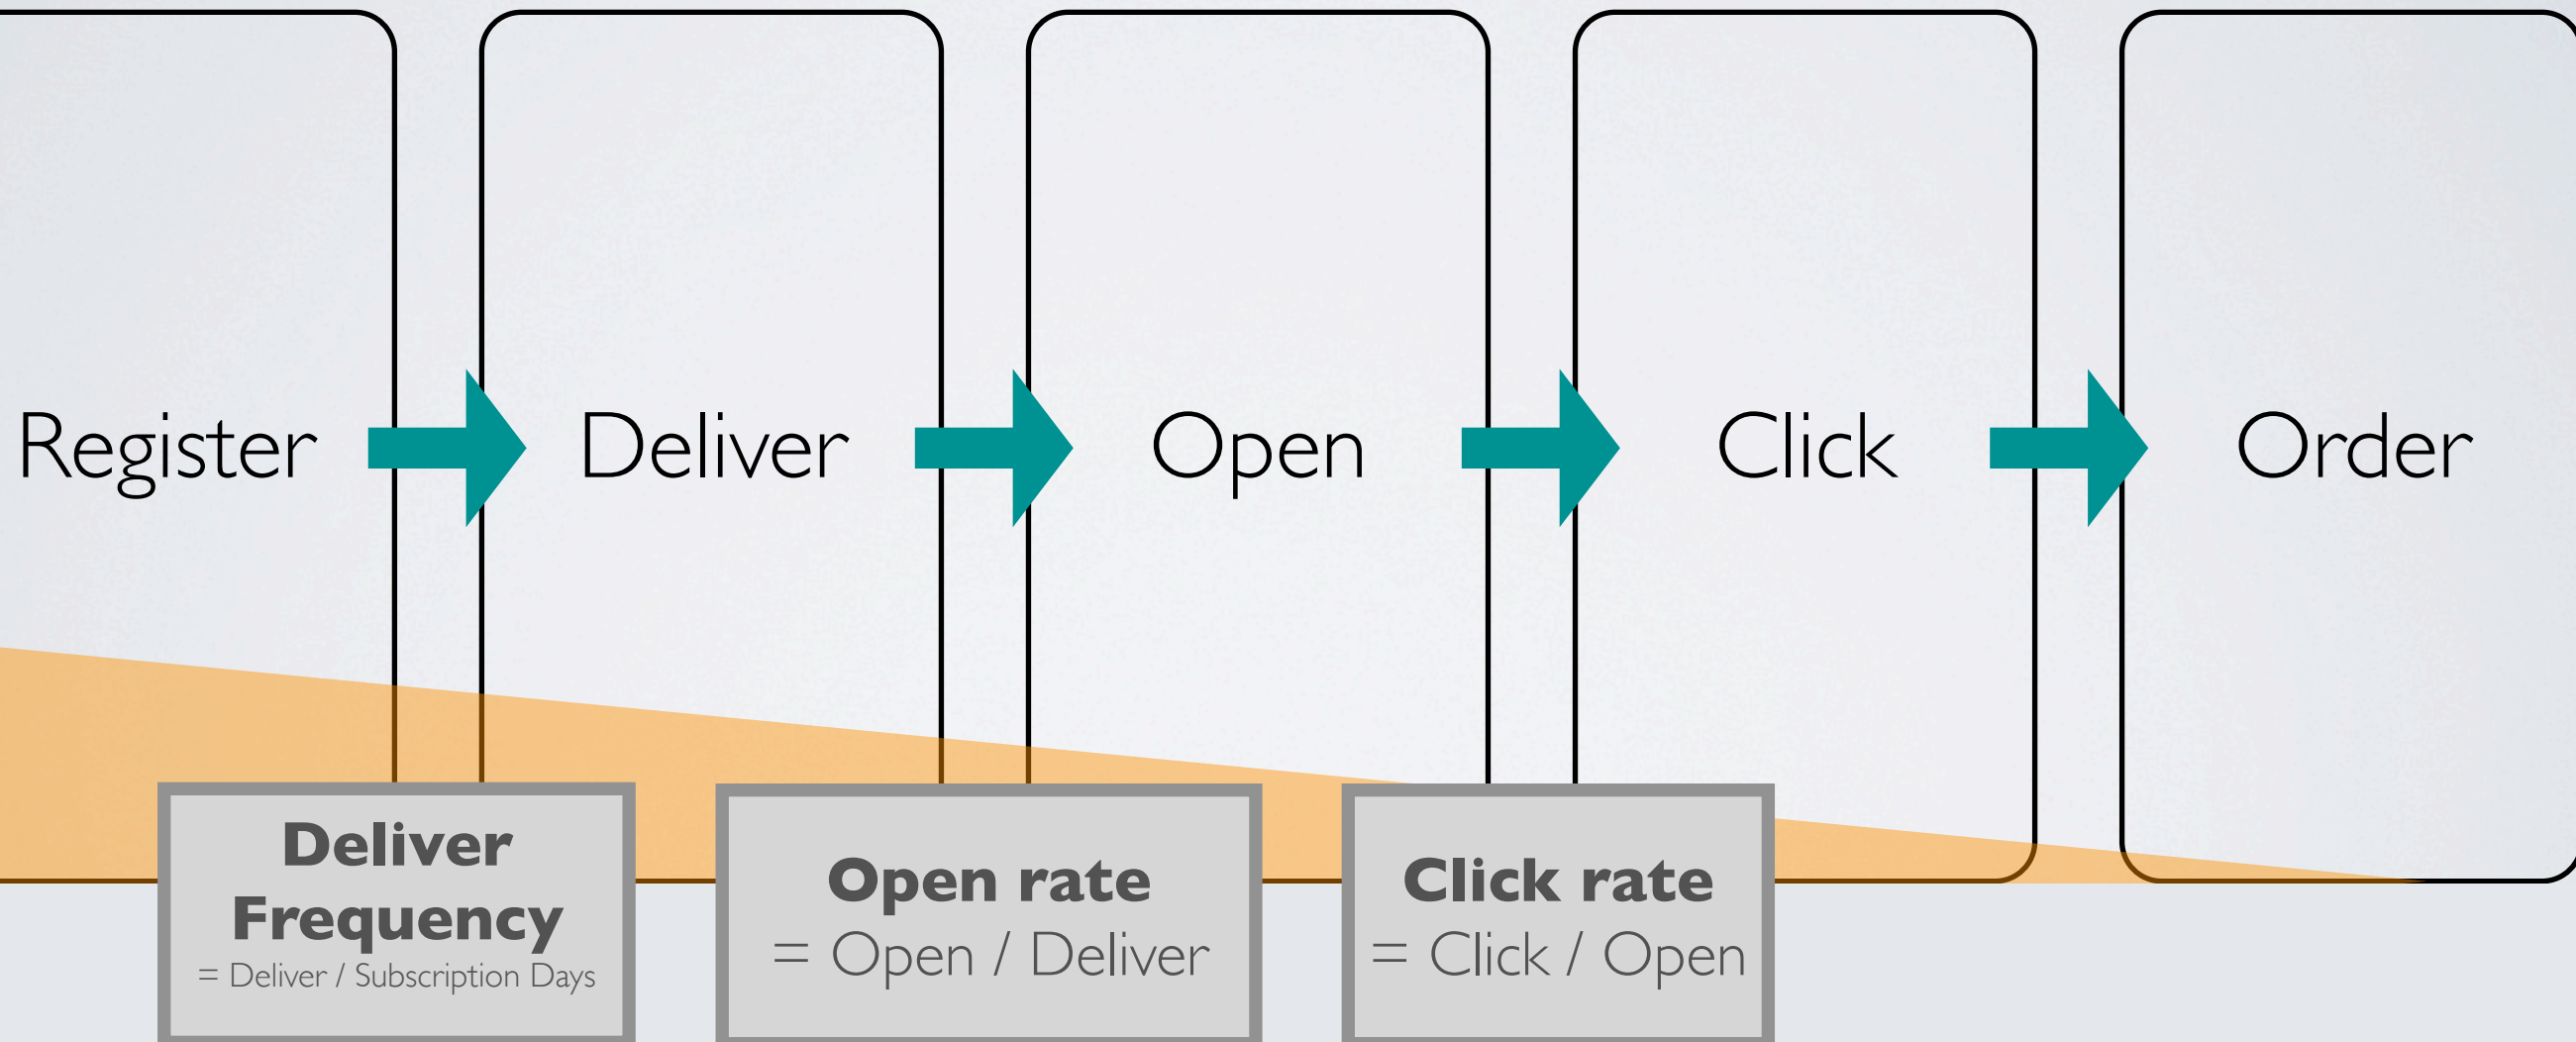 Register
Deliver
Open
Click
Order
Deliver
Frequency
= Deliver / Subscription Days
Open rate
= Open / Deliver
Click rate
= Click / Open